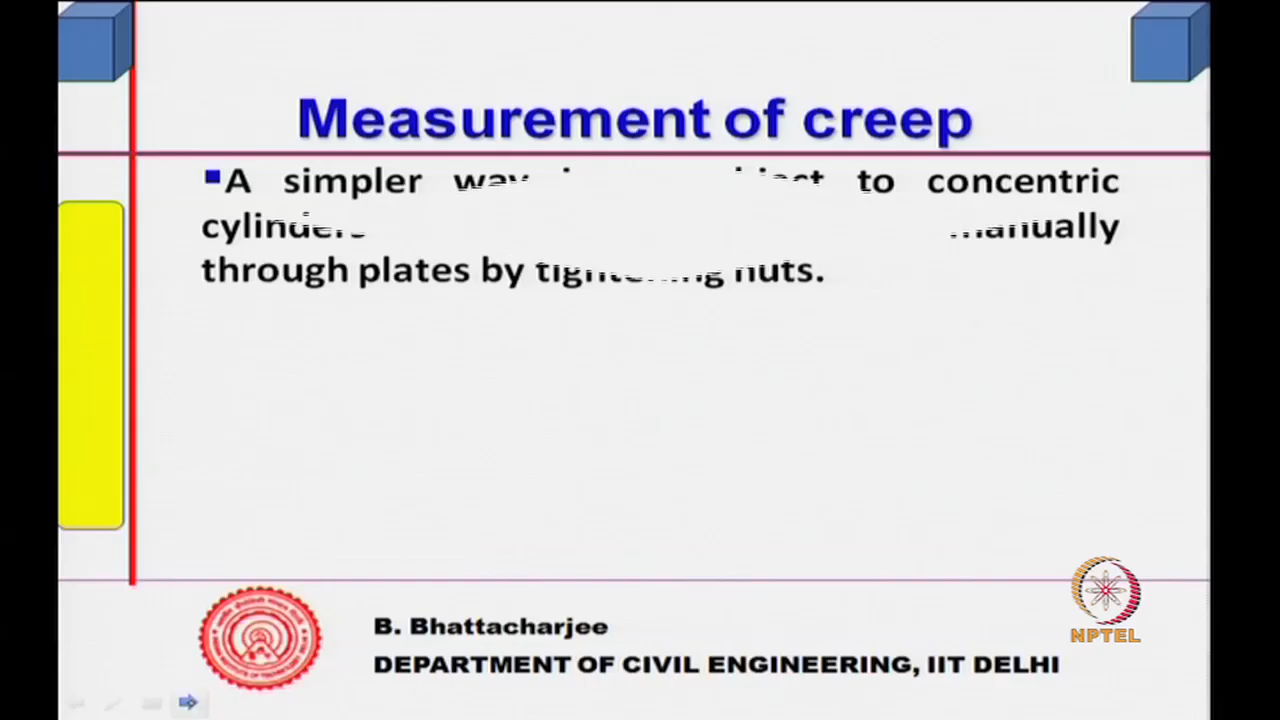 Measurement of creep
A simpler way to concentric
cylinders manually
through plates by tightening nuts.
B. Bhattacharjee
DEPARTMENT OF CIVIL ENGINEERING, IIT DELHI
NPTEL